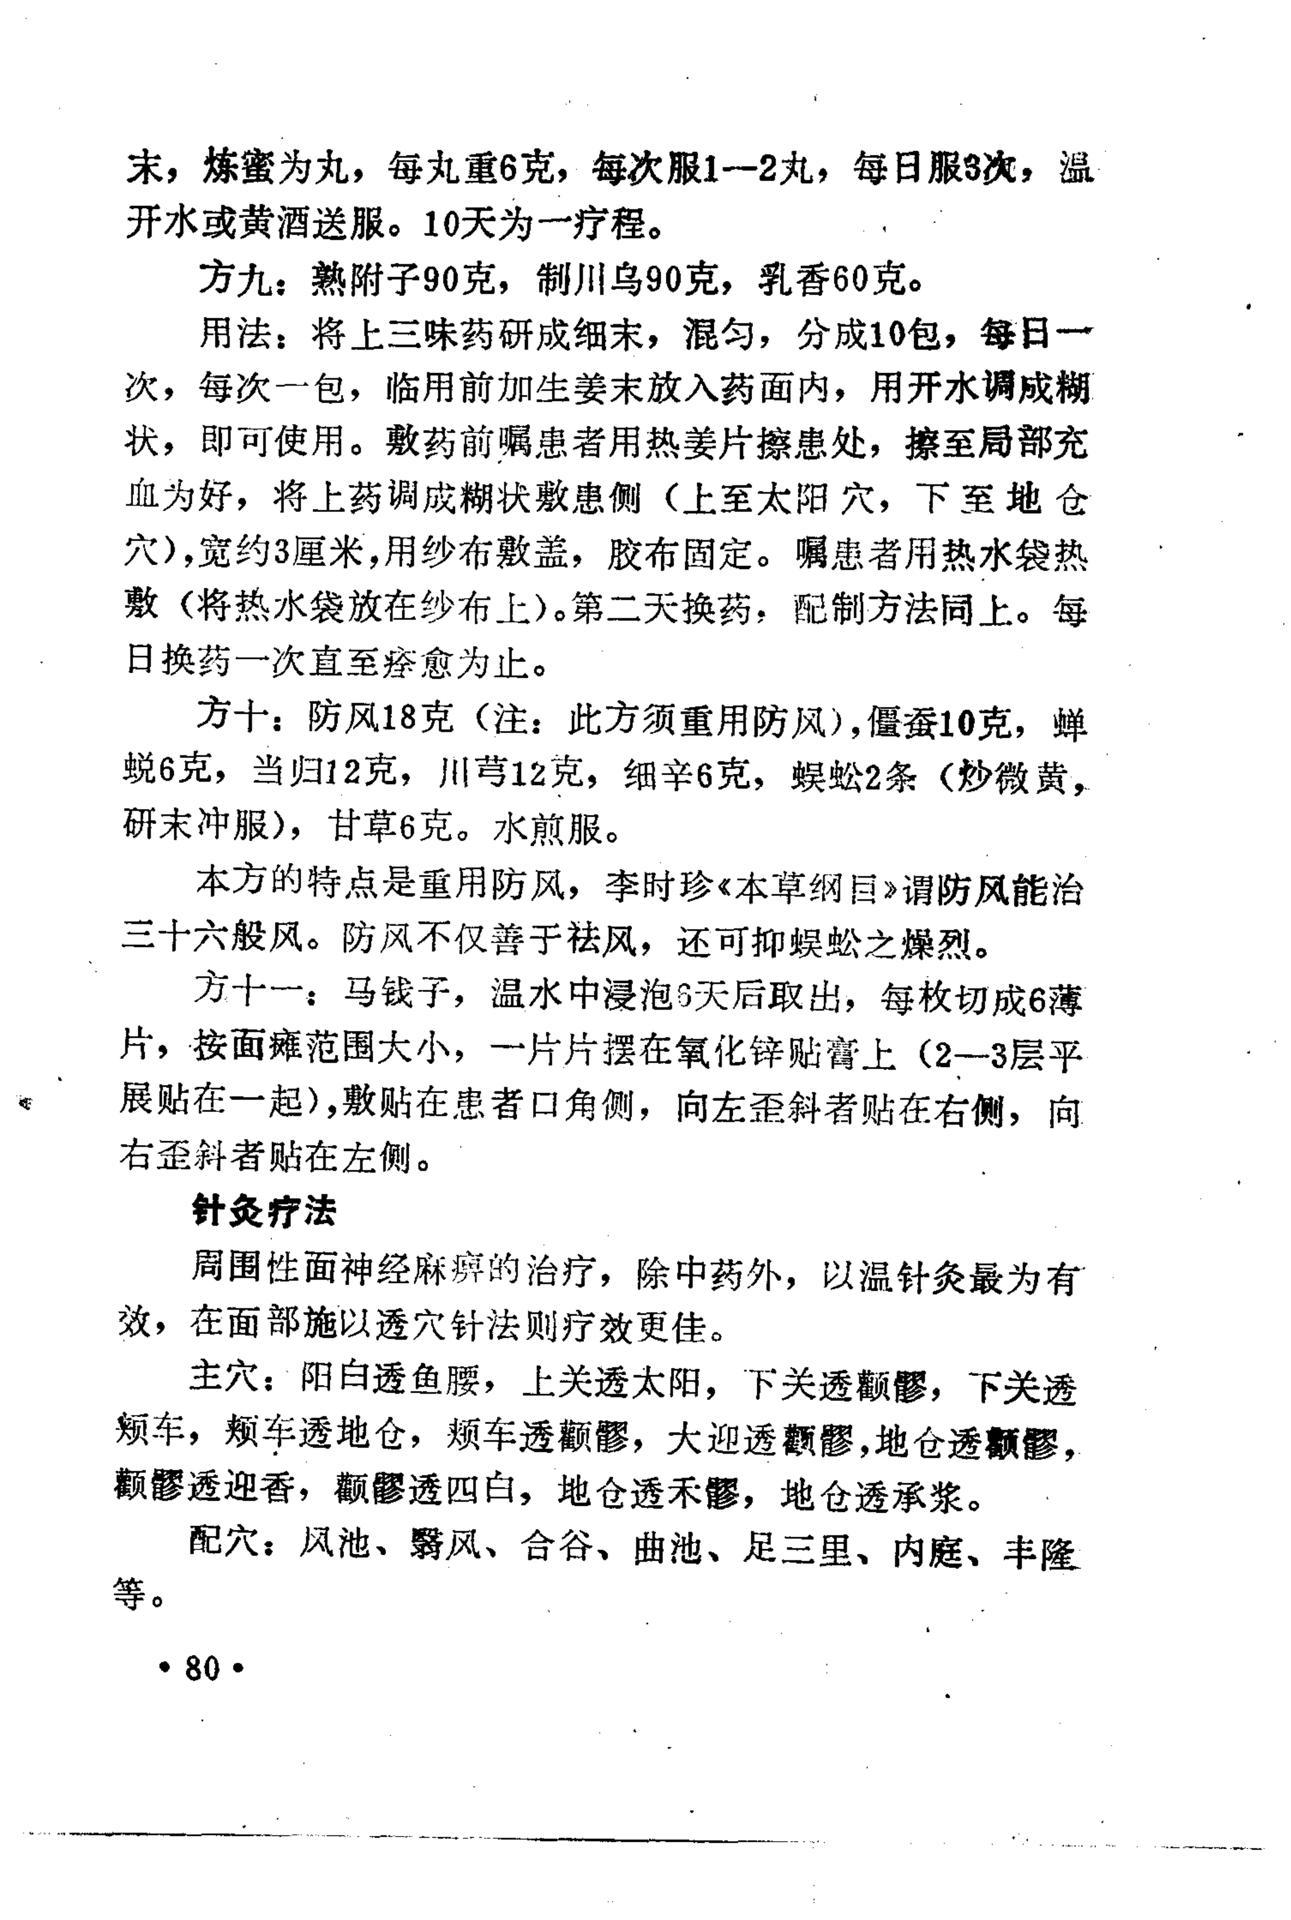 末，炼蜜为丸，每丸重6克，每次服1—2丸，每日服3次，温
开水或黄酒送服。10天为一疗程。
方九：熟附子90克，制川乌90克，乳香60克。
用法：将上三味药研成细末，混匀，分成10包，每日一
次，每次一包，临用前加生姜末放入药面内，用开水调成糊
状，即可使用。敷药前嘱患者用热姜片擦患处，擦至局部充
血为好，将上药调成糊状敷患侧（上至太阳穴，下至地仓
穴），宽约3厘米，用纱布敷盖，胶布固定。嘱患者用热水袋热
敷（将热水袋放在纱布上）。第二天换药，配制方法同上。每
日换药一次直至痊愈为止。
方十：防风18克（注：此方须重用防风），僵蚕10克，蝉
蜕6克，当归12克，川芎12克，细辛6克，蜈蚣2条（炒微黄，
研末冲服），甘草6克。水煎服。
本方的特点是重用防风，李时珍《本草纲目》谓防风能治
三十六般风。防风不仅善于祛风，还可抑蜈蚣之燥烈。
方十一：马钱子，温水中浸泡6天后取出，每枚切成6薄
片，按面瘫范围大小，一片片摆在氧化锌贴膏上（2—3层平
展贴在一起），敷贴在患者口角侧，向左歪斜者贴在右侧，向
右歪斜者贴在左侧。
针灸疗法
周围性面神经麻痹的治疗，除中药外，以温针灸最为有
效，在面部施以透穴针法则疗效更佳。
主穴：阳白透鱼腰，上关透太阳，下关透颧髎，下关透
颊车，颊车透地仓，颊车透颧髎，大迎透颧髎，地仓透颧髎，
颧髎透迎香，颧髎透四白，地仓透禾髎，地仓透承浆。
配穴：风池、翳风、合谷、曲池、足三里、内庭、丰隆
等。
•80•